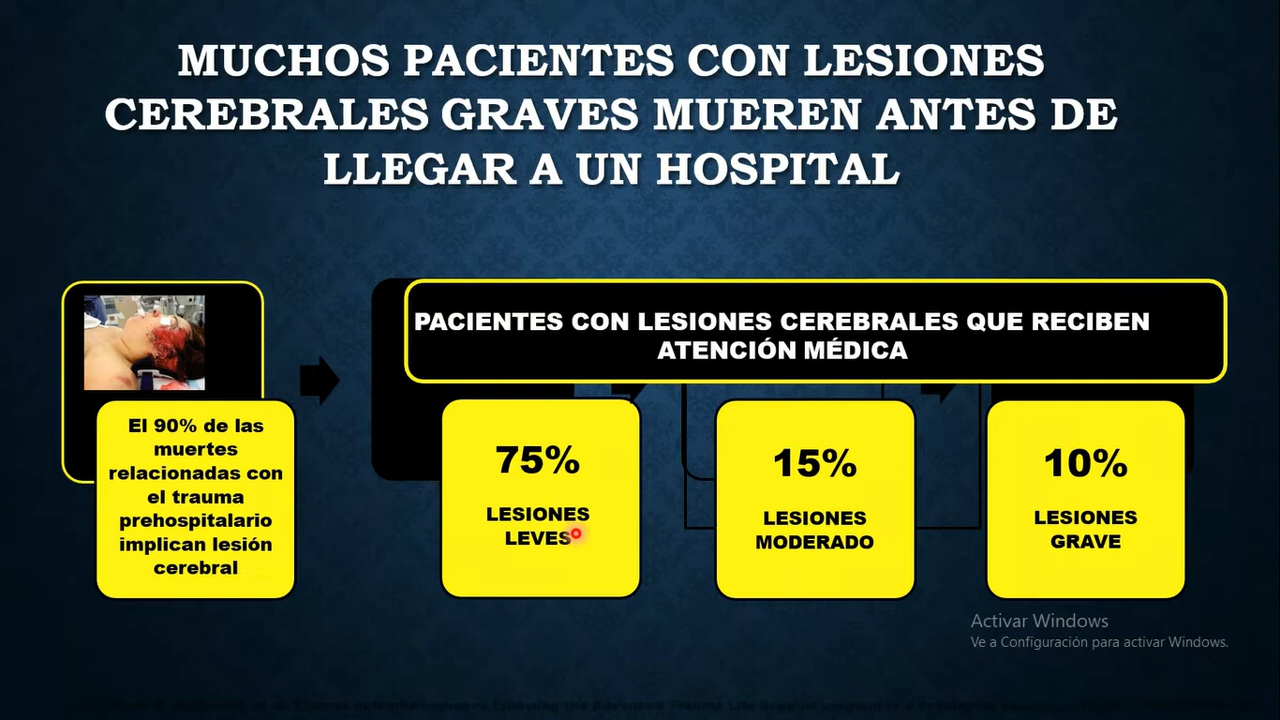 MUCHOS PACIENTES CON LESIONES
CEREBRALES GRAVES MUEREN ANTES DE
LLEGAR A UN HOSPITAL
PACIENTES CON LESIONES CEREBRALES QUE RECIBEN
ATENCIÓN MÉDICA
El 90% de las
muertes
relacionadas con
el trauma
prehospitalario
implican lesión
cerebral
75%
LESIONES
LEVES
15%
LESIONES
MODERADO
10%
LESIONES
GRAVE
Activar Windows
Ve a Configuración para activar Windows.